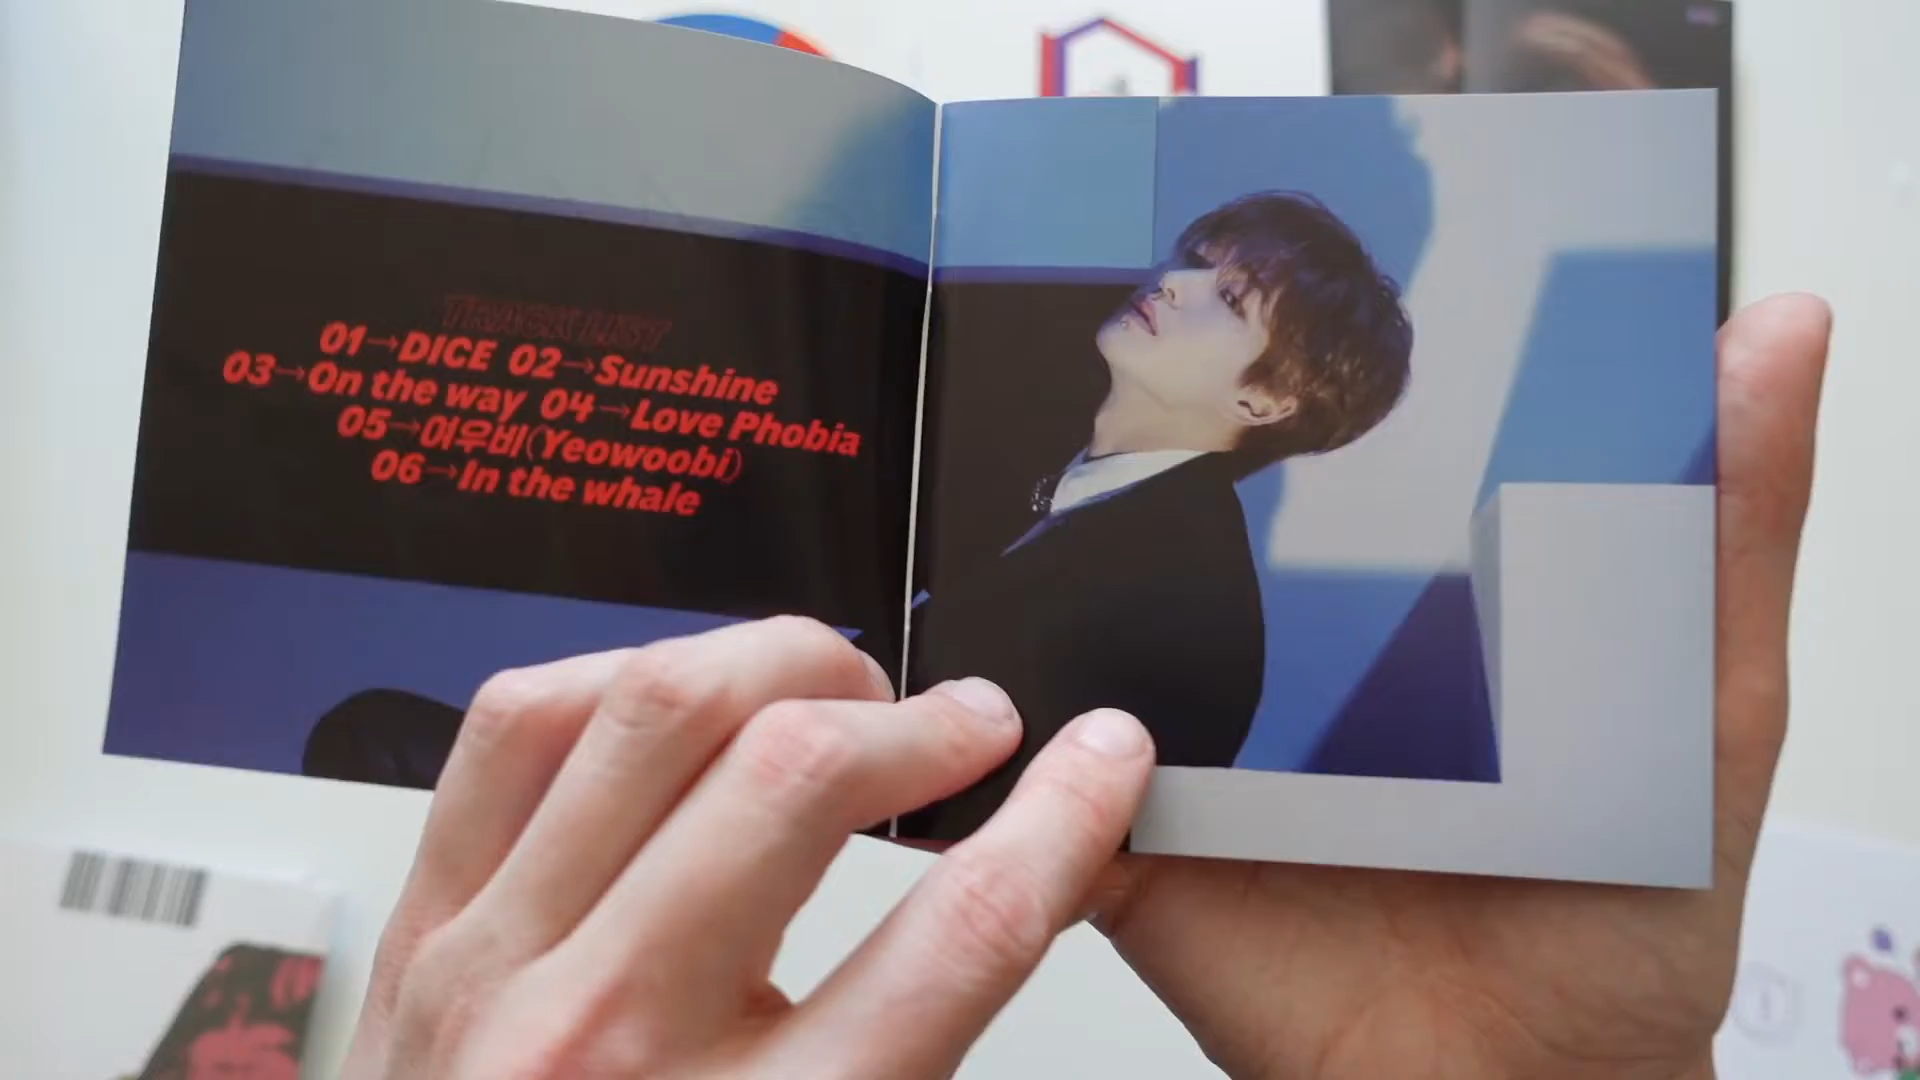 TRACK LIST
01→DICE 02→Sunshine
03→On the way 04→Love Phobia
05→여우비(Yeowoobi)
06→In the whale